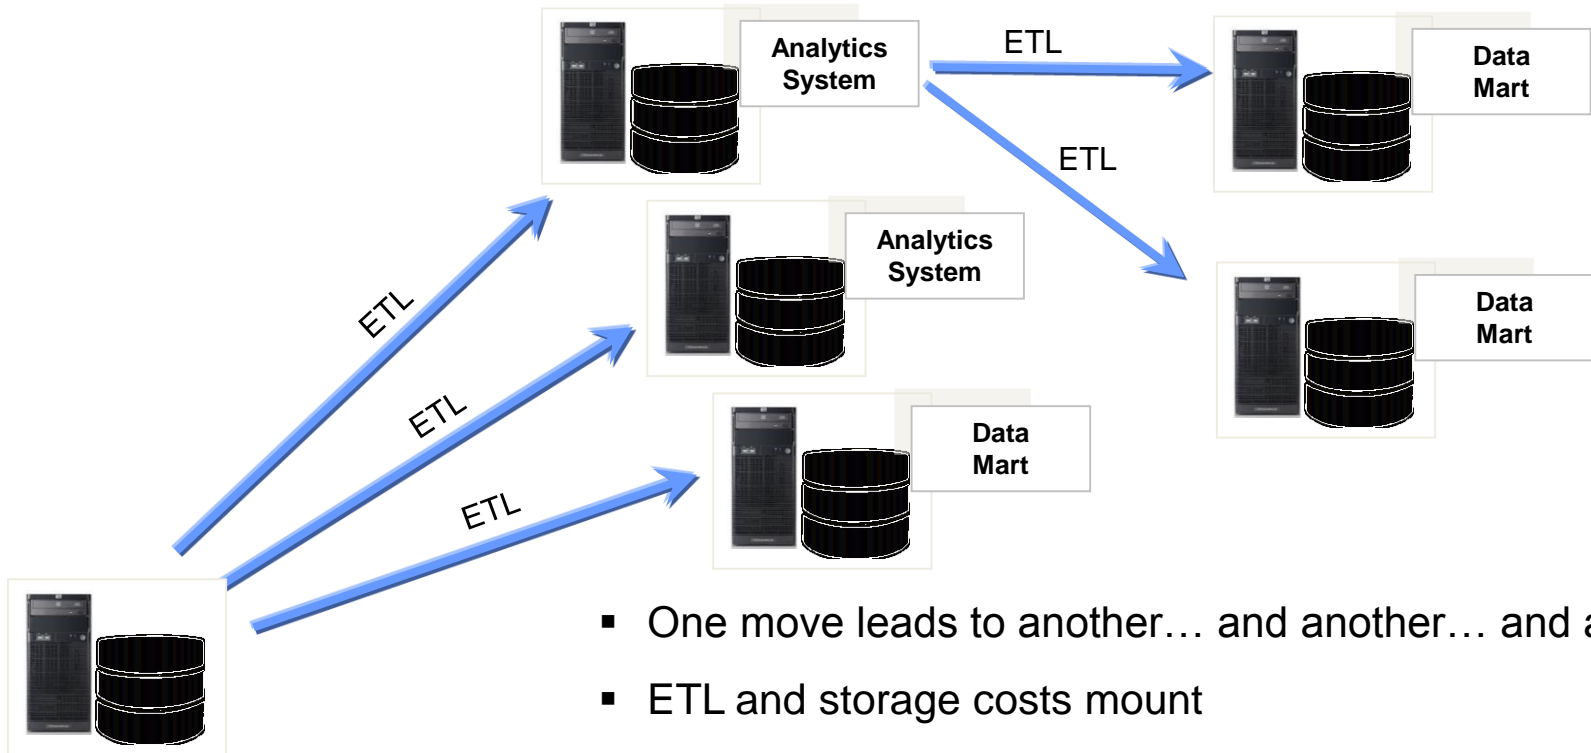 Analytics
System
ETL
Data
Mart
ETL
Analytics
System
Data
Mart
ETL
ETL
Data
Mart
ETL
▪ One move leads to another… and another… and a
▪ ETL and storage costs mount